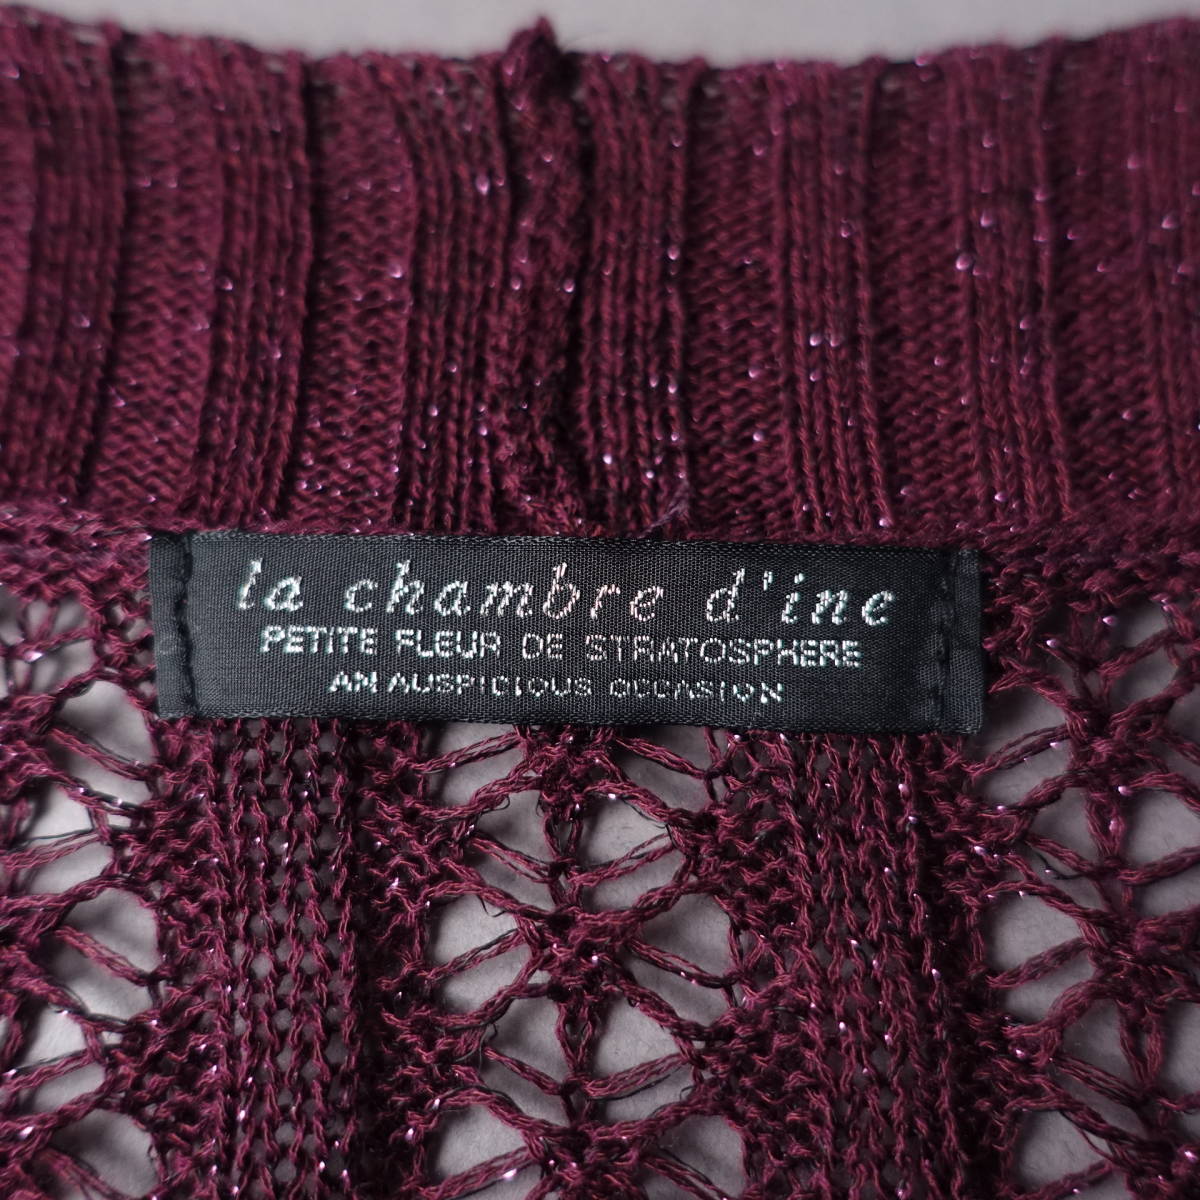 la chambre d'ine
PETITE FLEUR DE STRATOSPHERE
AN AUSPICIOUS OCCASION